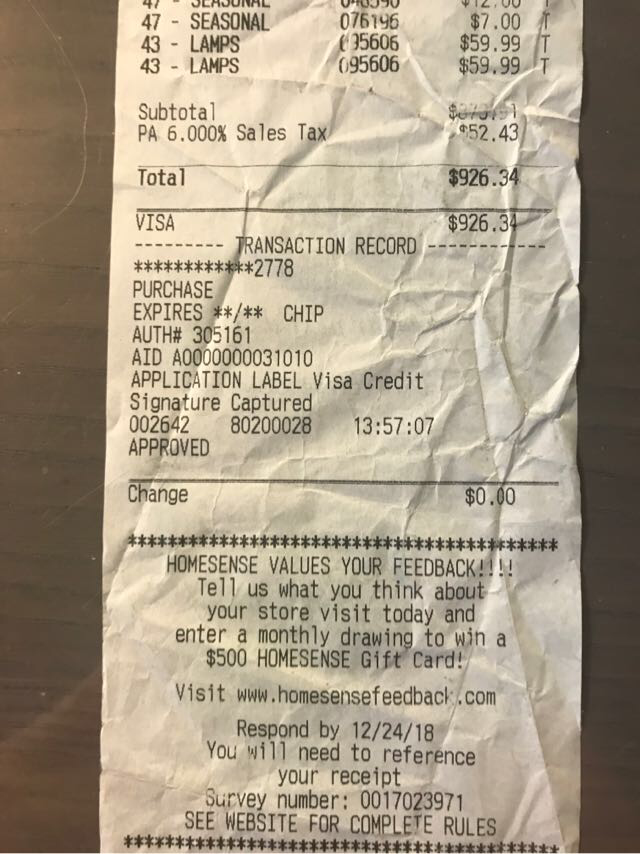 47 - SEASONAL
47 - SEASONAL 076196 $7.00 T
43 - LAMPS $59.99 T
43 - LAMPS 095606 $59.99 T
Subtotal
PA 6.000% Sales Tax $52.43
Total $926.34
VISA $926.34
--------- TRANSACTION RECORD -----------
************2778
PURCHASE
EXPIRES **/** CHIP
AUTH# 305161
AID A0000000031010
APPLICATION LABEL Visa Credit
Signature Captured
002642 80200028 13:57:07
APPROVED
Change $0.00
******************************************
HOMESENSE VALUES YOUR FEEDBACK!!!!
Tell us what you think about
your store visit today and
enter a monthly drawing to win a
$500 HOMESENSE Gift Card!
Visit www.homesensefeedback.com
Respond by 12/24/18
You will need to reference
your receipt
Survey number: 0017023971
SEE WEBSITE FOR COMPLETE RULES
******************************************